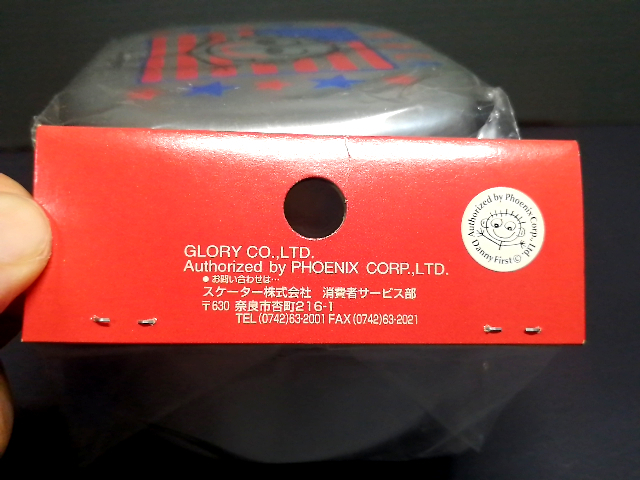 GLORY CO.,LTD.
Authorized by PHOENIX CORP.,LTD.
●お問い合わせは…
スケーター株式会社 消費者サービス部
〒630 奈良市杏町216-1
TEL(0742)63-2001 FAX(0742)63-2021
Authorized by Phoenix Corp., Ltd.
Danny First ©